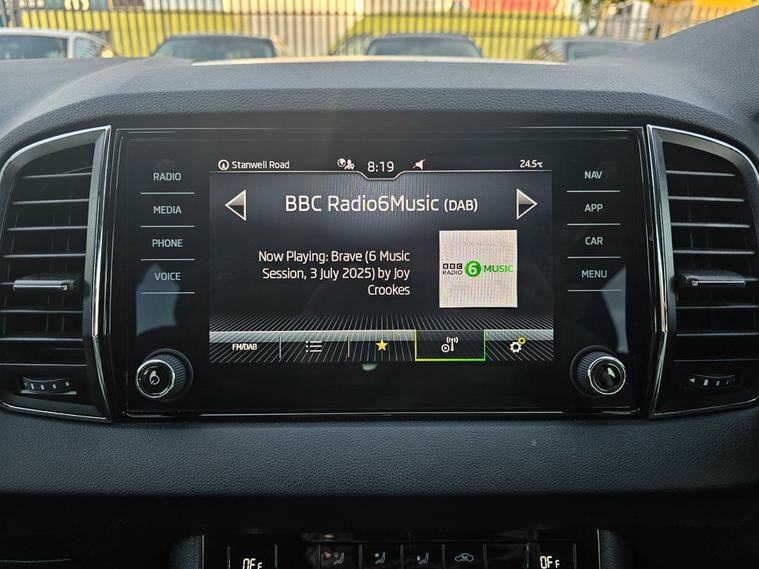 Stanwell Road 8:19 24.5°C
RADIO
MEDIA
PHONE
VOICE
BBC Radio6Music (DAB)
Now Playing: Brave (6 Music
Session, 3 July 2025) by Joy
Crookes
BBC
RADIO 6 MUSIC
FM/DAB
NAV
APP
CAR
MENU
OFF OFF